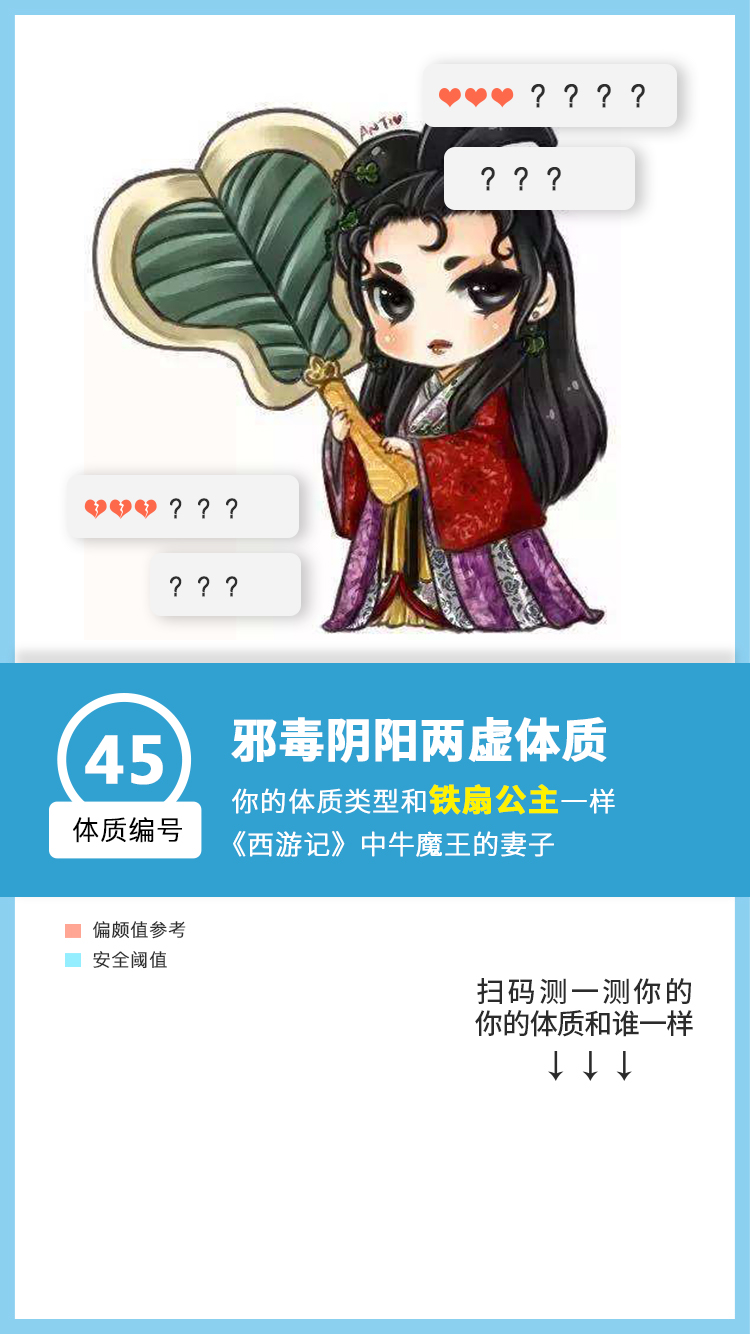 ❤❤❤ ? ? ? ?
? ? ?
ANTI❤
💔💔💔 ? ? ?
? ? ?
45
体质编号
邪毒阴阳两虚体质
你的体质类型和铁扇公主一样
《西游记》中牛魔王的妻子
偏颇值参考
安全阈值
扫码测一测你的
你的体质和谁一样
↓ ↓ ↓